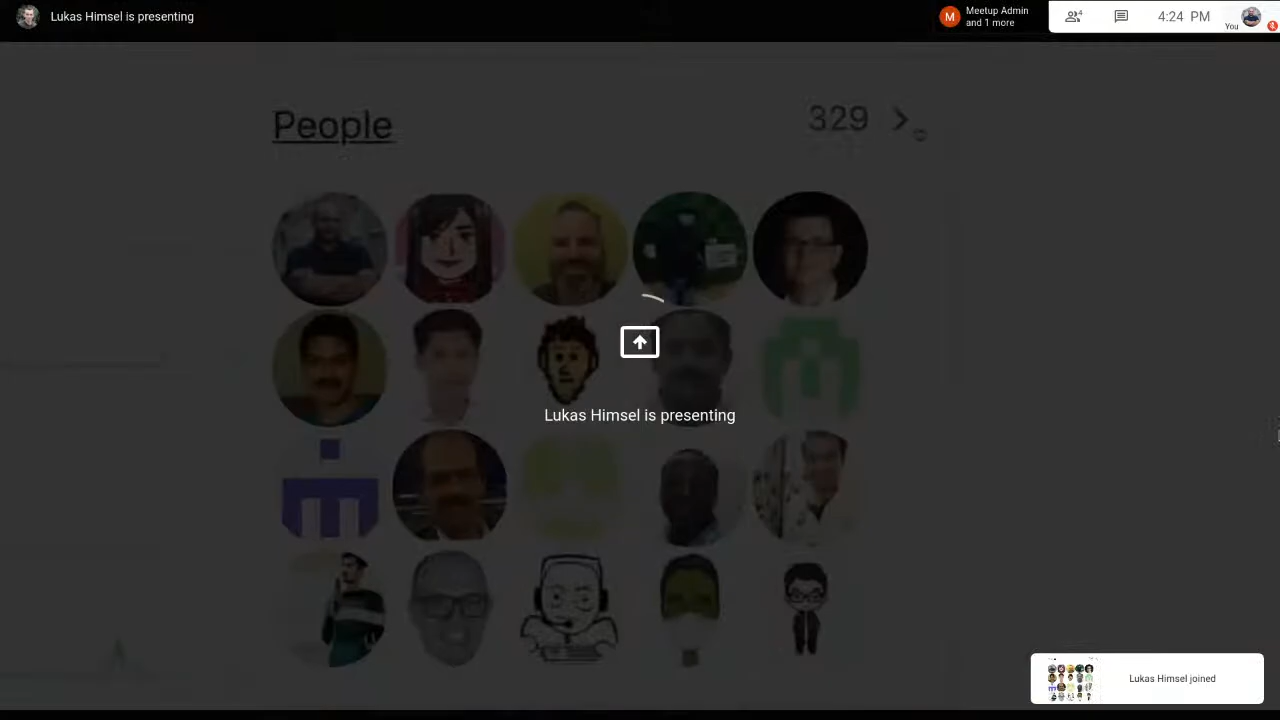 Lukas Himsel is presenting
M
Meetup Admin
and 1 more
4
4:24 PM
You
People
329
Lukas Himsel is presenting
Lukas Himsel joined